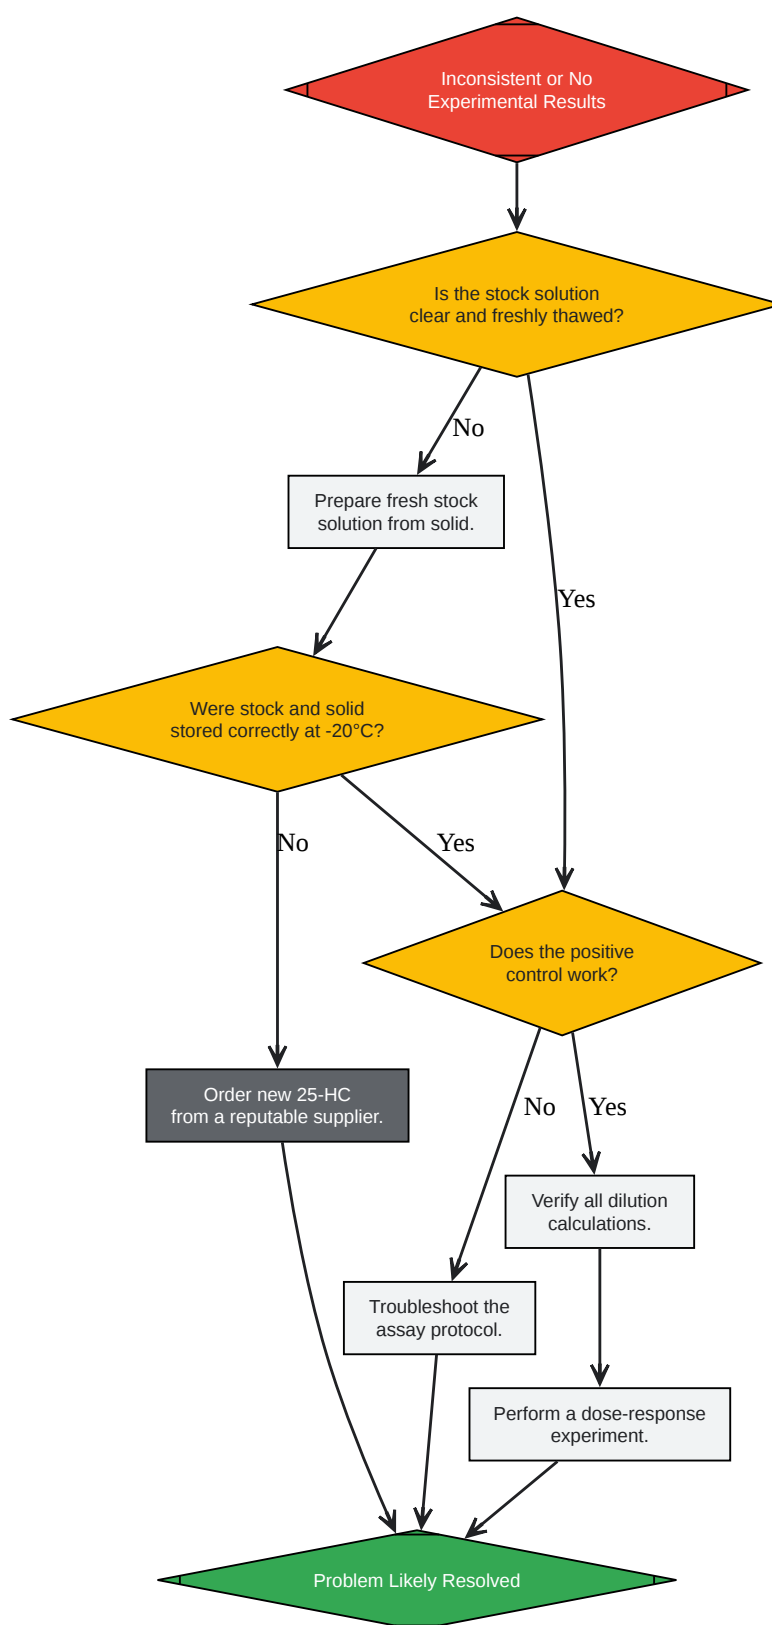 Inconsistent or No
Experimental Results
Is the stock solution
clear and freshly thawed?
No
Prepare fresh stock
solution from solid.
Yes
Were stock and solid
stored correctly at -20°C?
No
Yes
Does the positive
control work?
Order new 25-HC
from a reputable supplier.
No
Yes
Verify all dilution
calculations.
Troubleshoot the
assay protocol.
Perform a dose-response
experiment.
Problem Likely Resolved